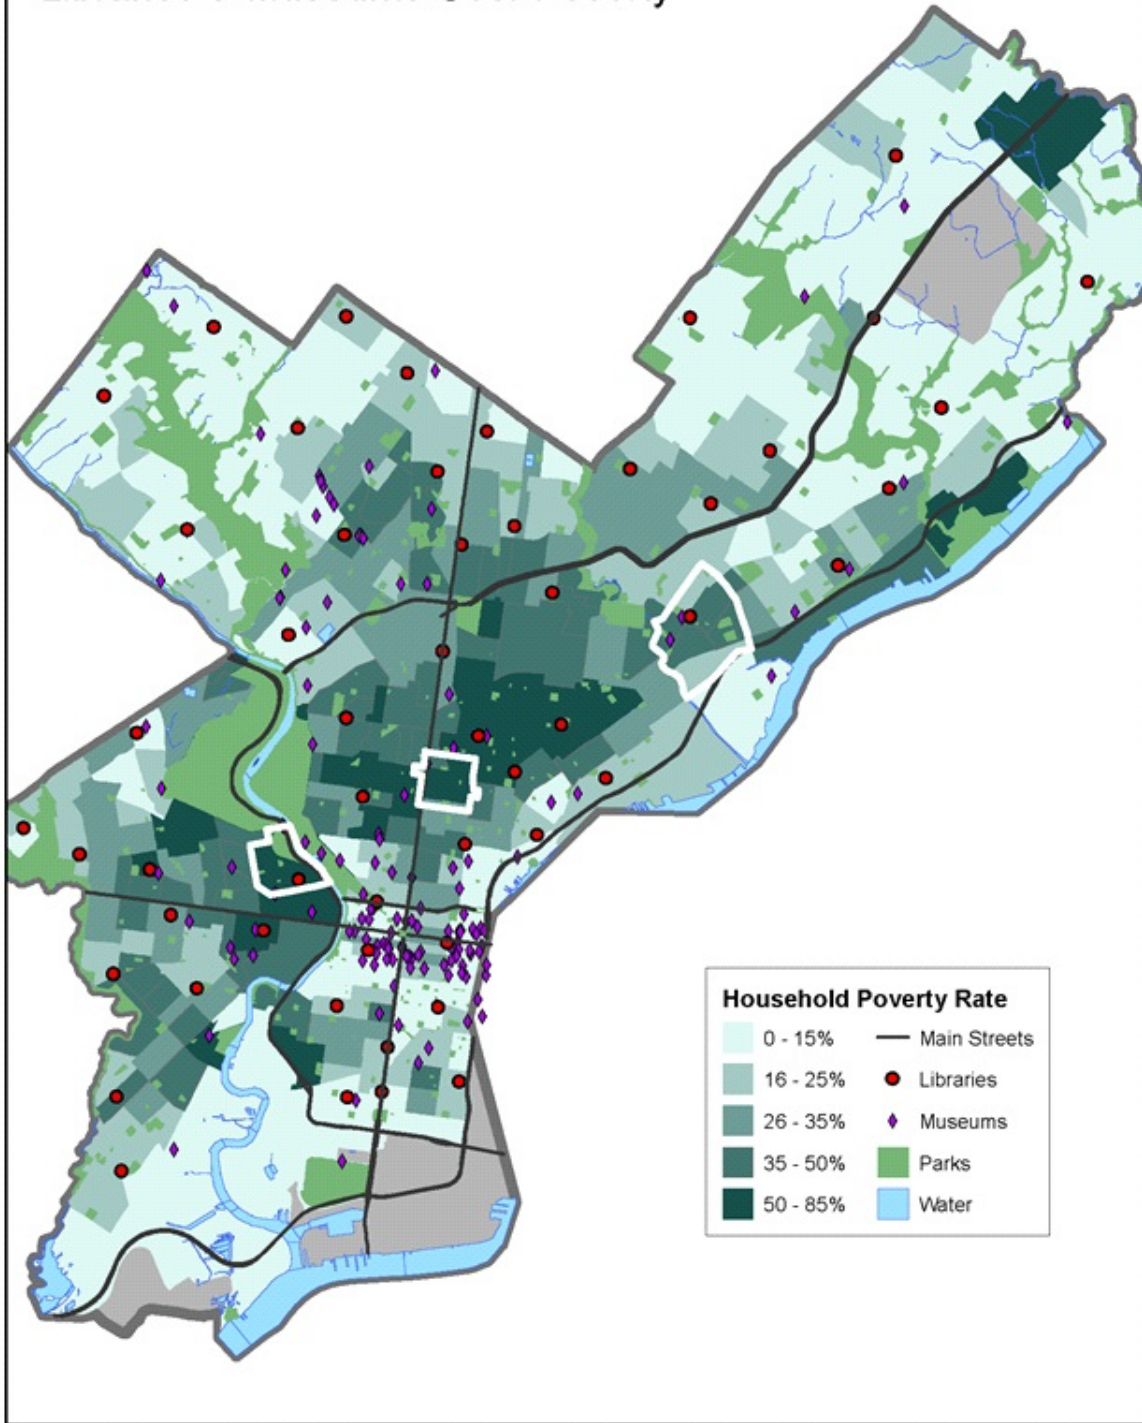 Household Poverty Rate
0 - 15%
Main Streets
16 - 25%
Libraries
26 - 35%
Museums
35 - 50%
Parks
50 - 85%
Water